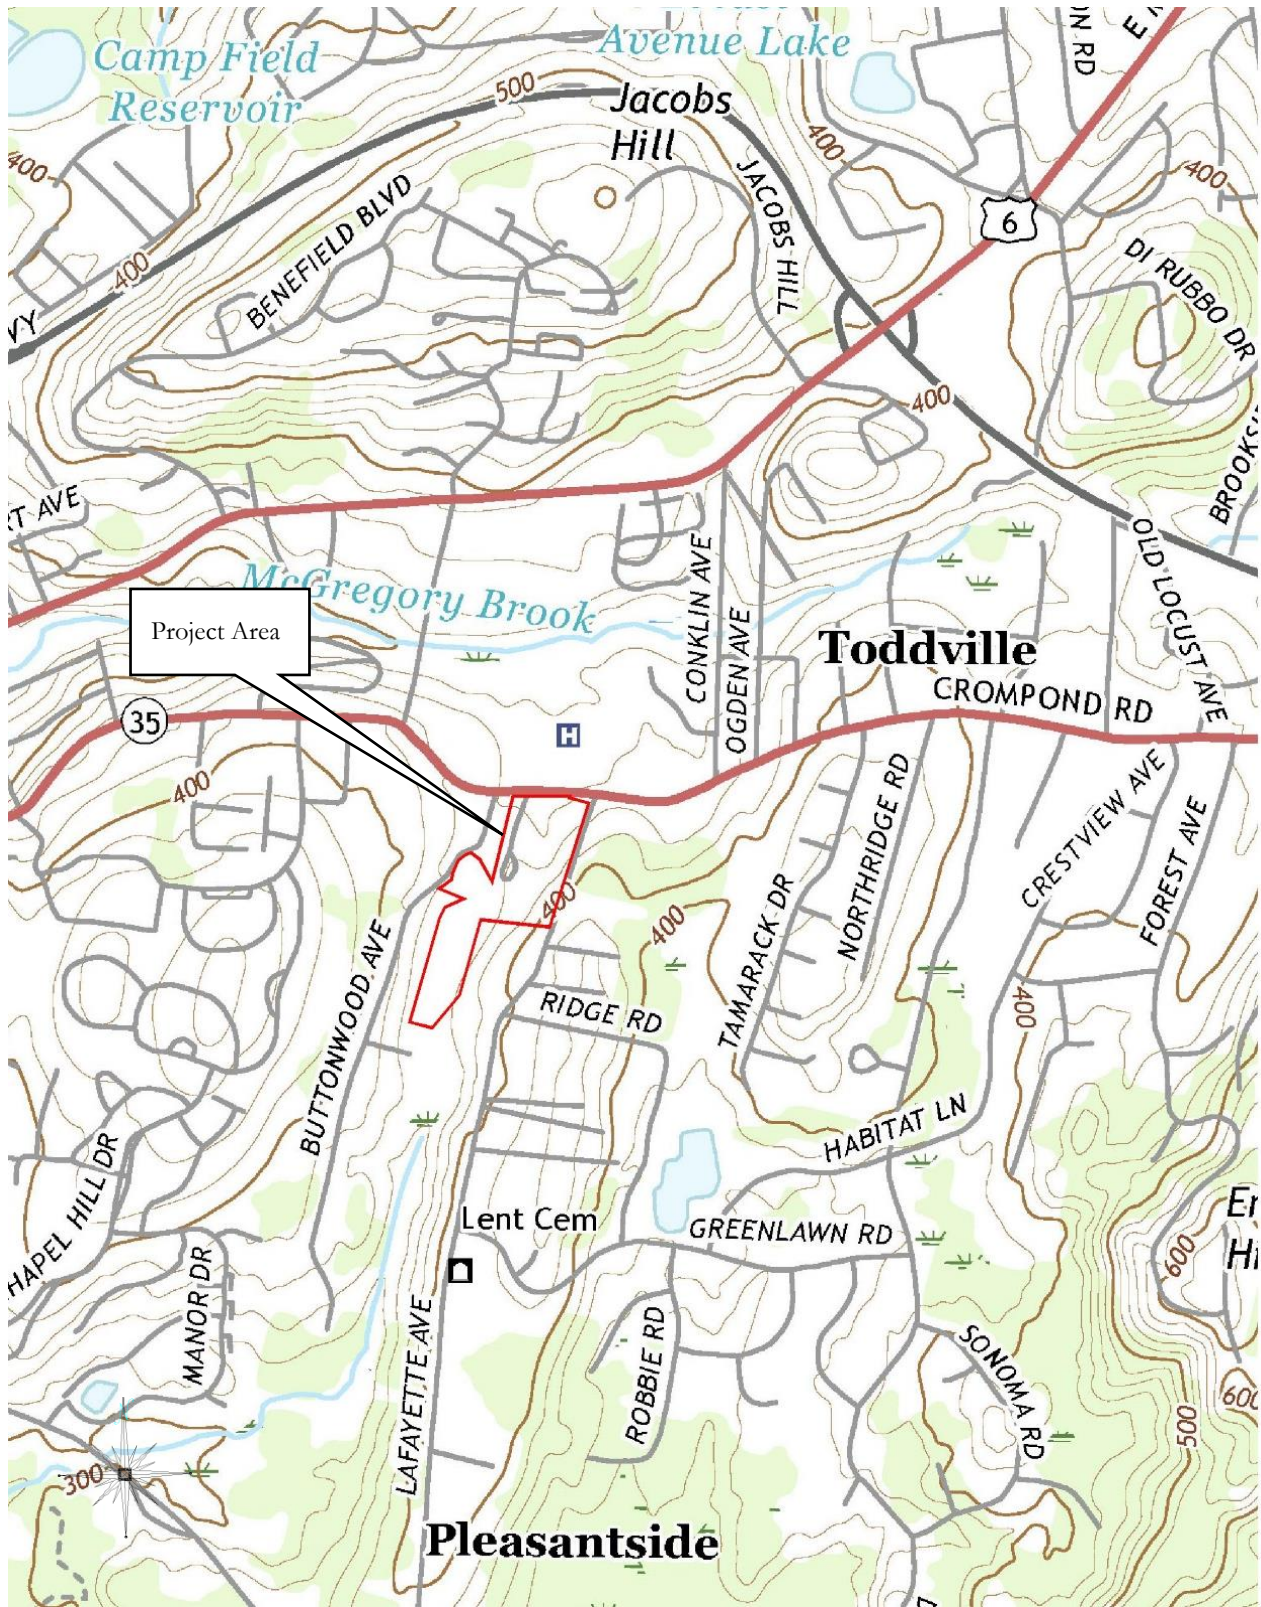 Camp Field
Reservoir
Avenue Lake
500
Jacobs
Hill
400
400
400
400
6
JACOBS HILL
BENEFIELD BLVD
DI RUBBO DR
400
OLD LOCUST AVE
McGregory Brook
CONKLIN AVE
OGDEN AVE
Project Area
Toddville
CROMPOND RD
35
H
400
400
400
NORTHRIDGE RD
CRESTVIEW AVE
FOREST AVE
TAMARACK DR
BUTTONWOOD AVE
RIDGE RD
400
HABITAT LN
HAPEL HILL DR
Lent Cem
GREENLAWN RD
600
MANOR DR
LAFAYETTE AVE
ROBBIE RD
SONOMA RD
600
500
300
Pleasantside